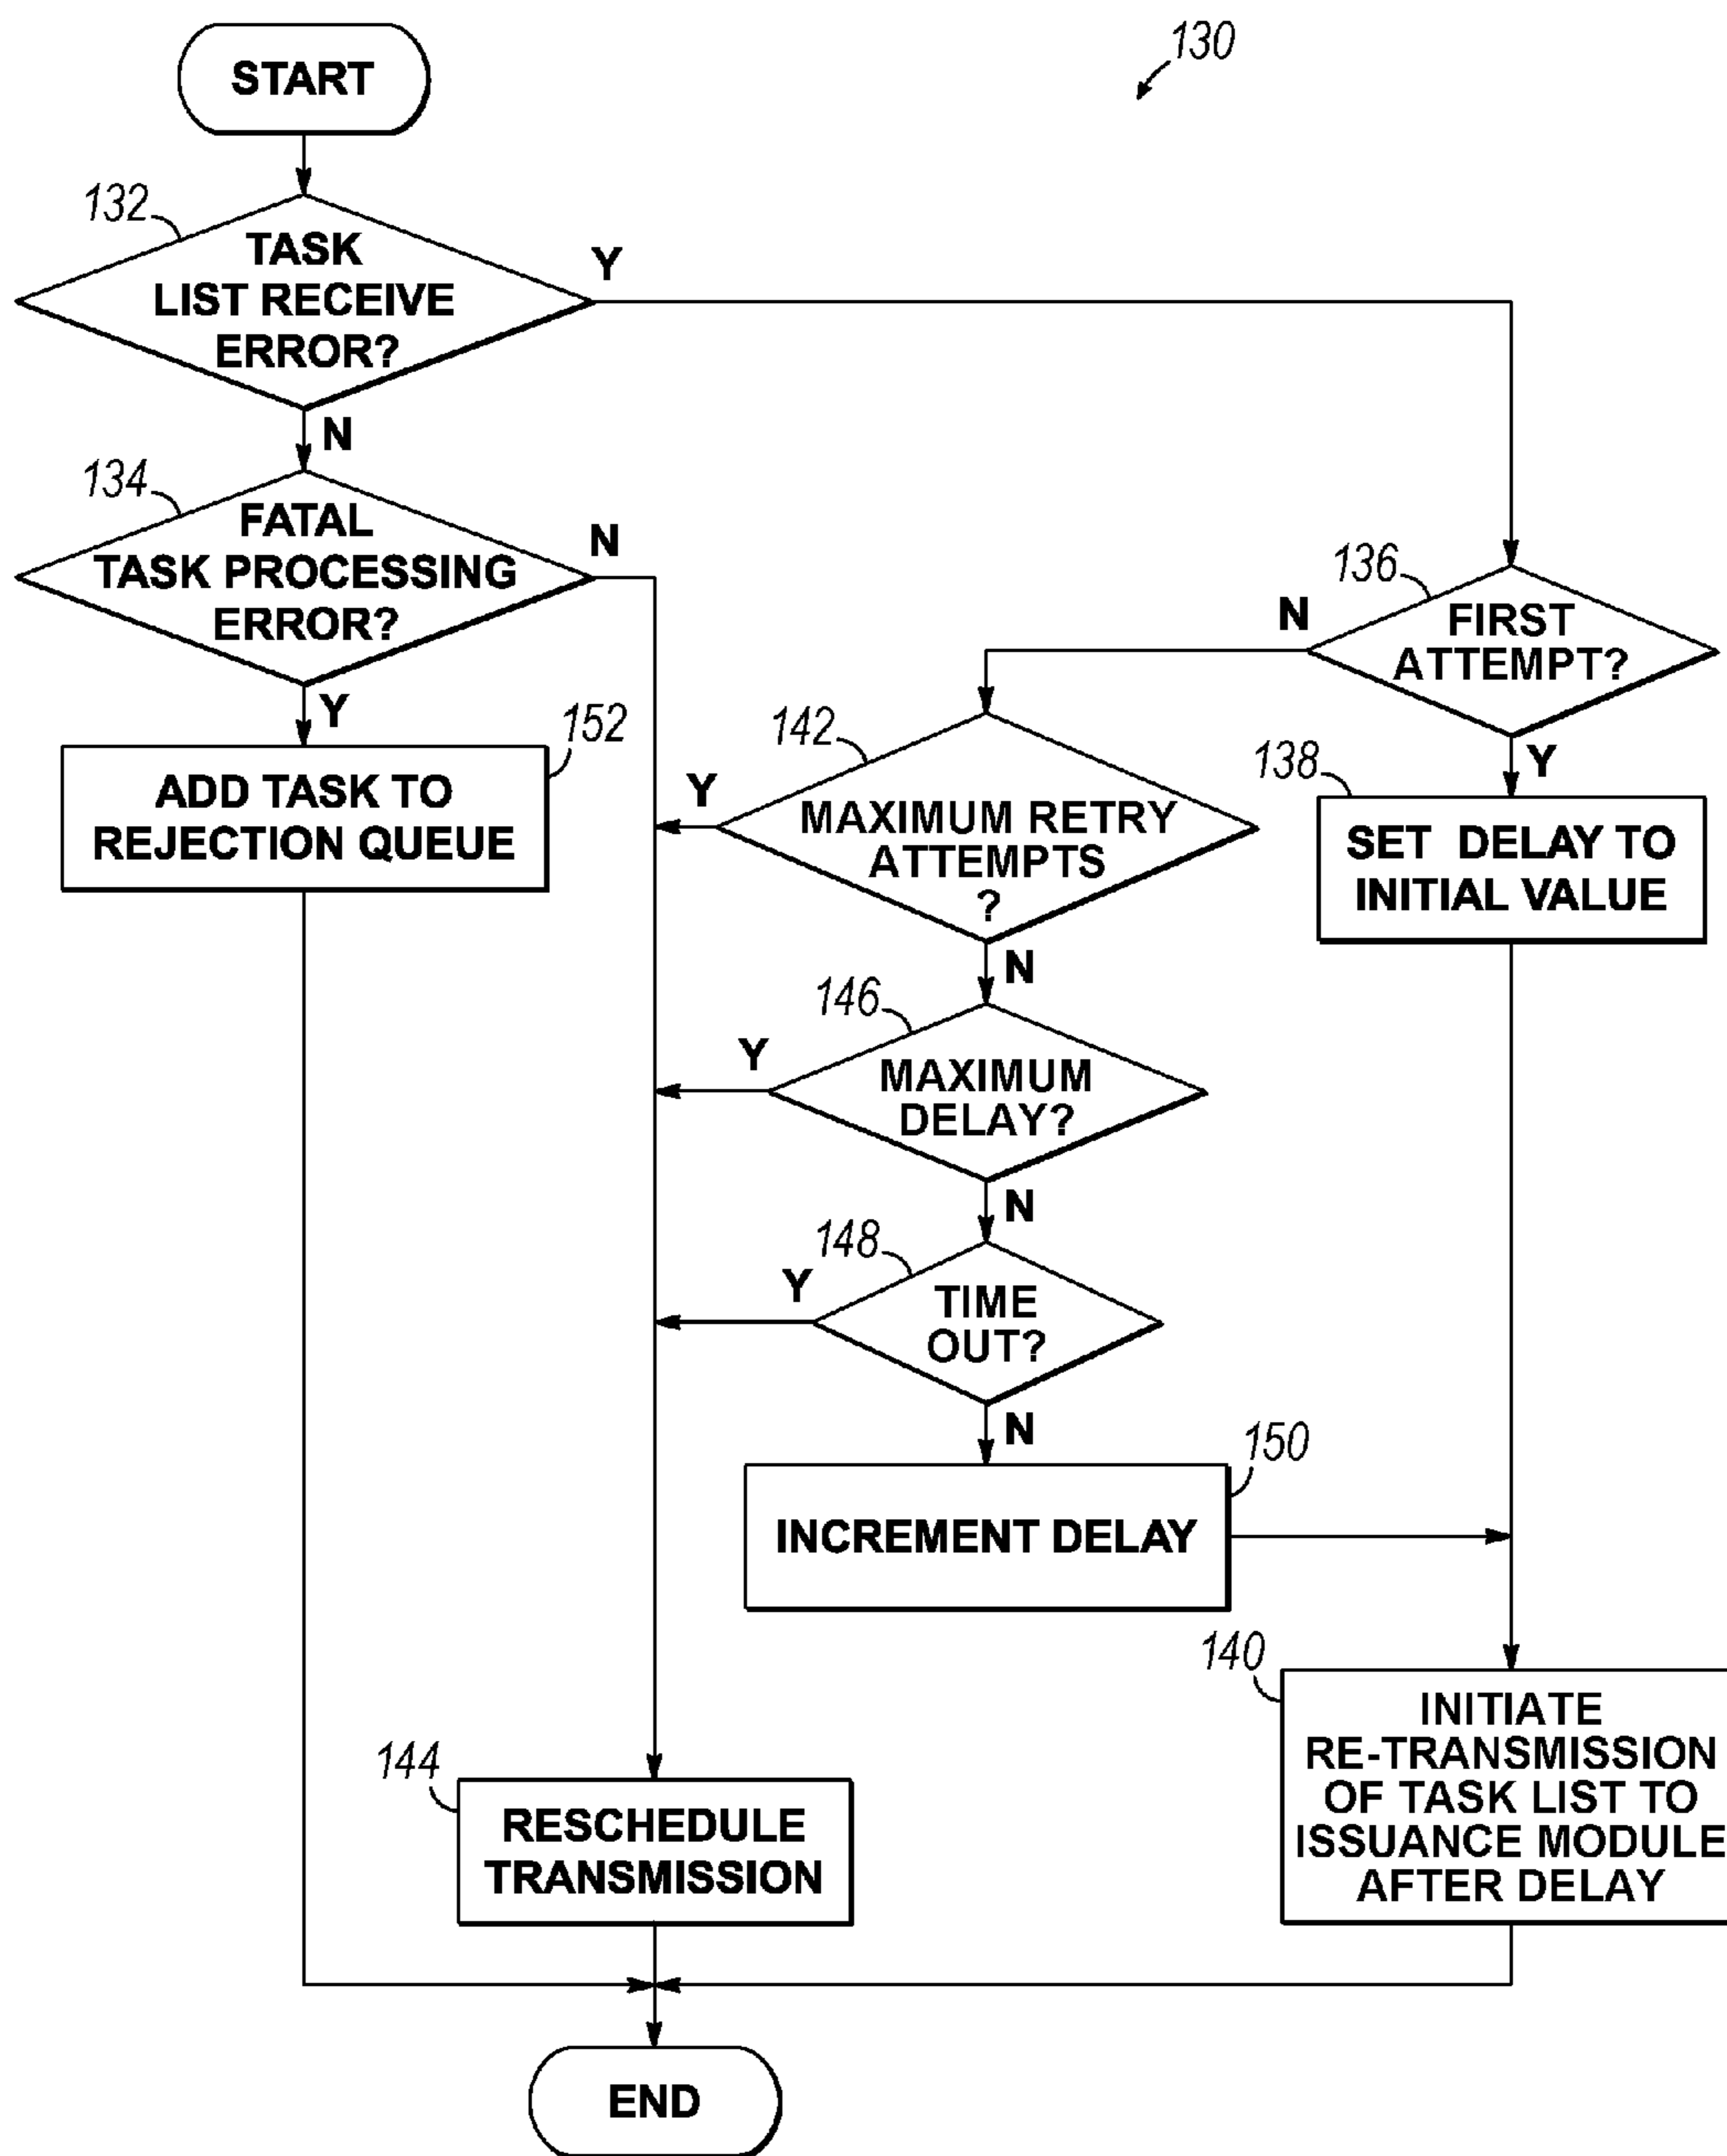 START
130
132
TASK
LIST RECEIVE
ERROR?
Y
N
134
FATAL
TASK PROCESSING
ERROR?
N
Y
136
FIRST
ATTEMPT?
N
Y
152
ADD TASK TO
REJECTION QUEUE
142
MAXIMUM RETRY
ATTEMPTS
?
Y
N
138
SET DELAY TO
INITIAL VALUE
146
MAXIMUM
DELAY?
Y
N
148
TIME
OUT?
Y
N
150
INCREMENT DELAY
140
INITIATE
RE-TRANSMISSION
OF TASK LIST TO
ISSUANCE MODULE
AFTER DELAY
144
RESCHEDULE
TRANSMISSION
END